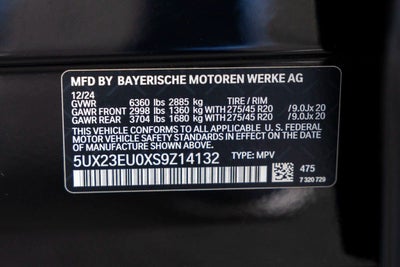 MFD BY BAYERISCHE MOTOREN WERKE AG
12/24
GVWR 6360 lbs 2885 kg TIRE / RIM
GAWR FRONT 2998 lbs 1360 kg WITH 275/45 R20 /9.0Jx 20
GAWR REAR 3704 lbs 1680 kg WITH 275/45 R20 /9.0Jx 20
THIS VEHICLE CONFORMS TO ALL APPLICABLE U.S. FEDERAL
MOTOR VEHICLE SAFETY STANDARDS IN EFFECT ON THE DATE
OF MANUFACTURE SHOWN ABOVE.
5UX23EU0XS9Z14132 TYPE: MPV
475
7 320 729